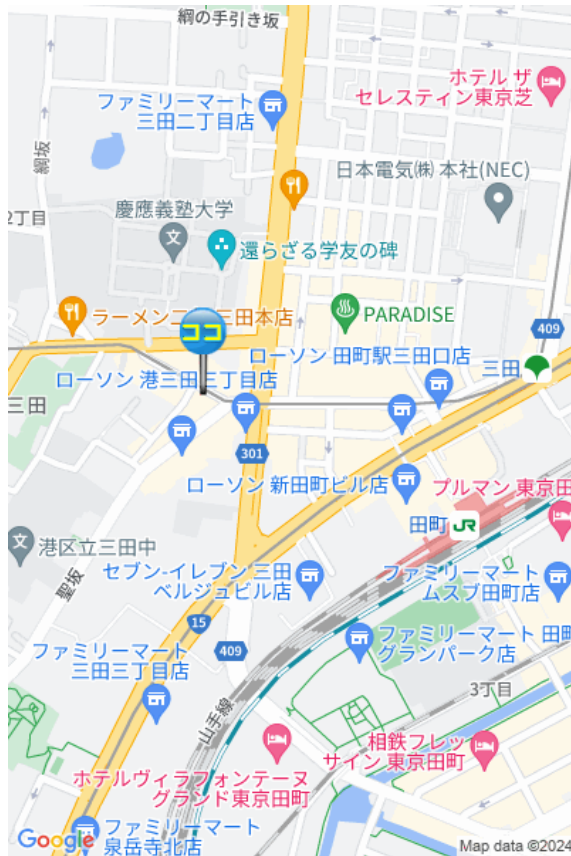 綱の手引き坂
ホテル ザ
セレスティン東京芝
ファミリーマート
三田二丁目店
綱坂
日本電気㈱ 本社(NEC)
慶應義塾大学
2丁目
文
還らざる学友の碑
PARADISE
ラーメン二
三田本店
ココ
409
ローソン 田町駅三田口店
三田
ローソン 港三田三丁目店
三田
301
ローソン 新田町ビル店
プルマン 東京田
田町
JR
文
港区立三田中
聖坂
セブン-イレブン 三田
ベルジュビル店
ファミリーマート
ムスブ田町店
15
409
ファミリーマート
三田三丁目店
ファミリーマート 田町
グランパーク店
3丁目
山手線
相鉄フレッ
サイン 東京田町
ホテルヴィラフォンテーヌ
グランド東京田町
Google
ファミリーマート
泉岳寺北店
Map data ©2024